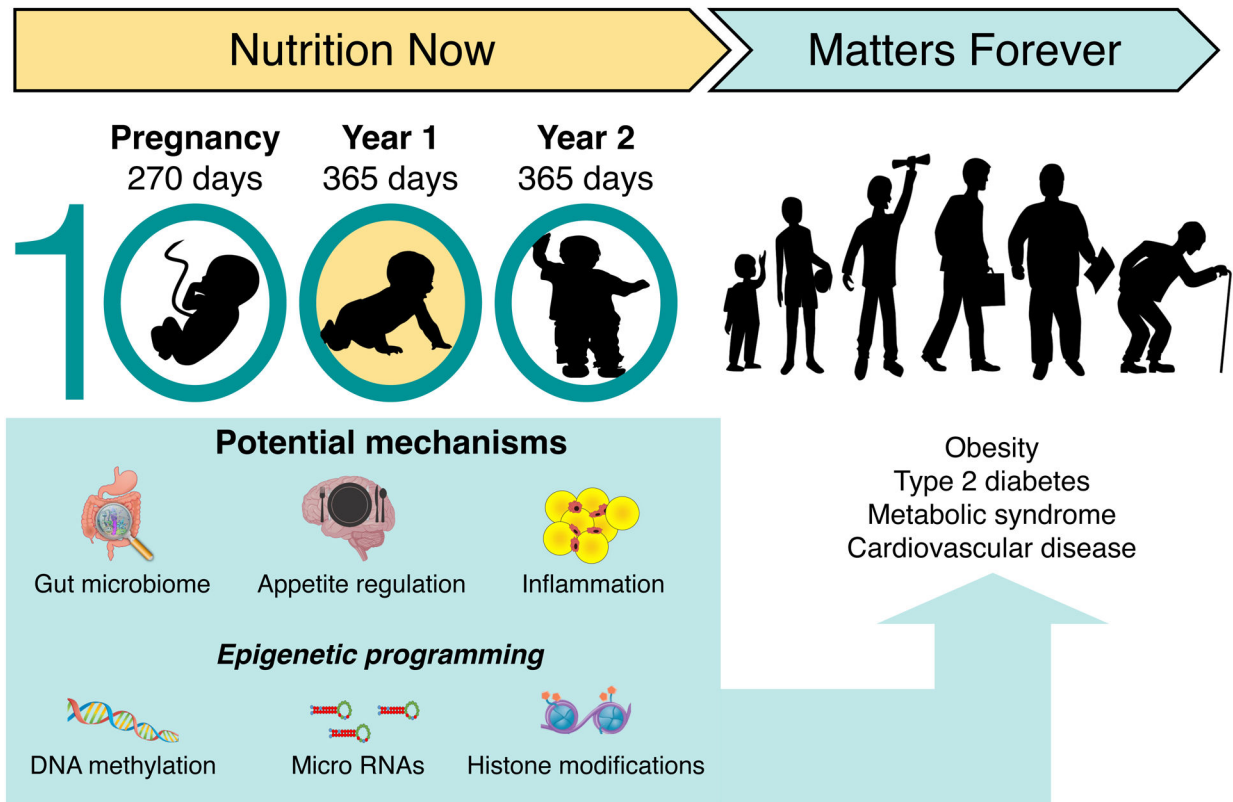 Nutrition Now
Matters Forever
Pregnancy
270 days
Year 1
365 days
Year 2
365 days
1000
Potential mechanisms
Gut microbiome
Appetite regulation
Inflammation
Epigenetic programming
DNA methylation
Micro RNAs
Histone modifications
Obesity
Type 2 diabetes
Metabolic syndrome
Cardiovascular disease